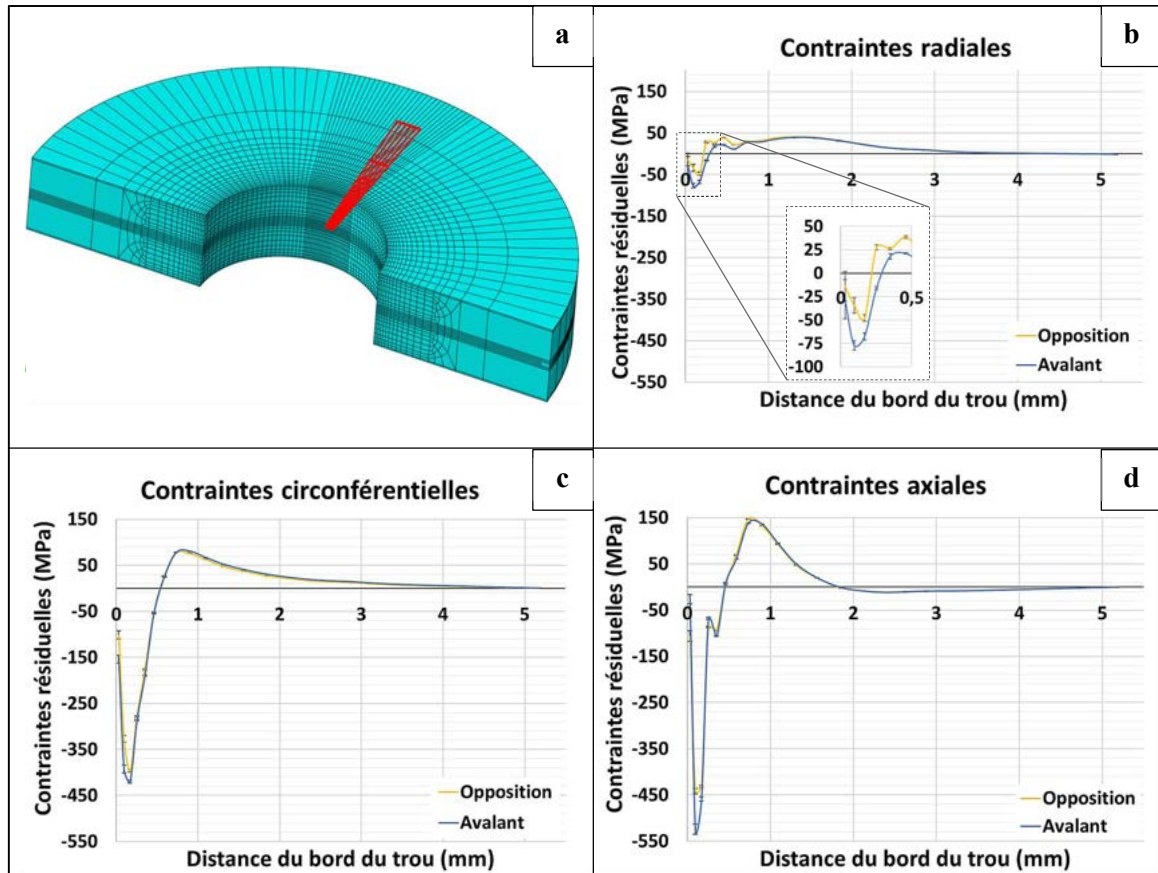 a
b
Contraintes radiales
Contraintes résiduelles (MPa)
150
50
-50
-150
-250
-350
-450
-550
0
1
2
3
4
5
50
25
0
-25
-50
-75
-100
0
0,5
Opposition
Avalant
Distance du bord du trou (mm)
c
Contraintes circonférentielles
Contraintes résiduelles (MPa)
150
50
-50
-150
-250
-350
-450
-550
0
1
2
3
4
5
Opposition
Avalant
Distance du bord du trou (mm)
d
Contraintes axiales
Contraintes résiduelles (MPa)
150
50
-50
-150
-250
-350
-450
-550
0
1
2
3
4
5
Opposition
Avalant
Distance du bord du trou (mm)